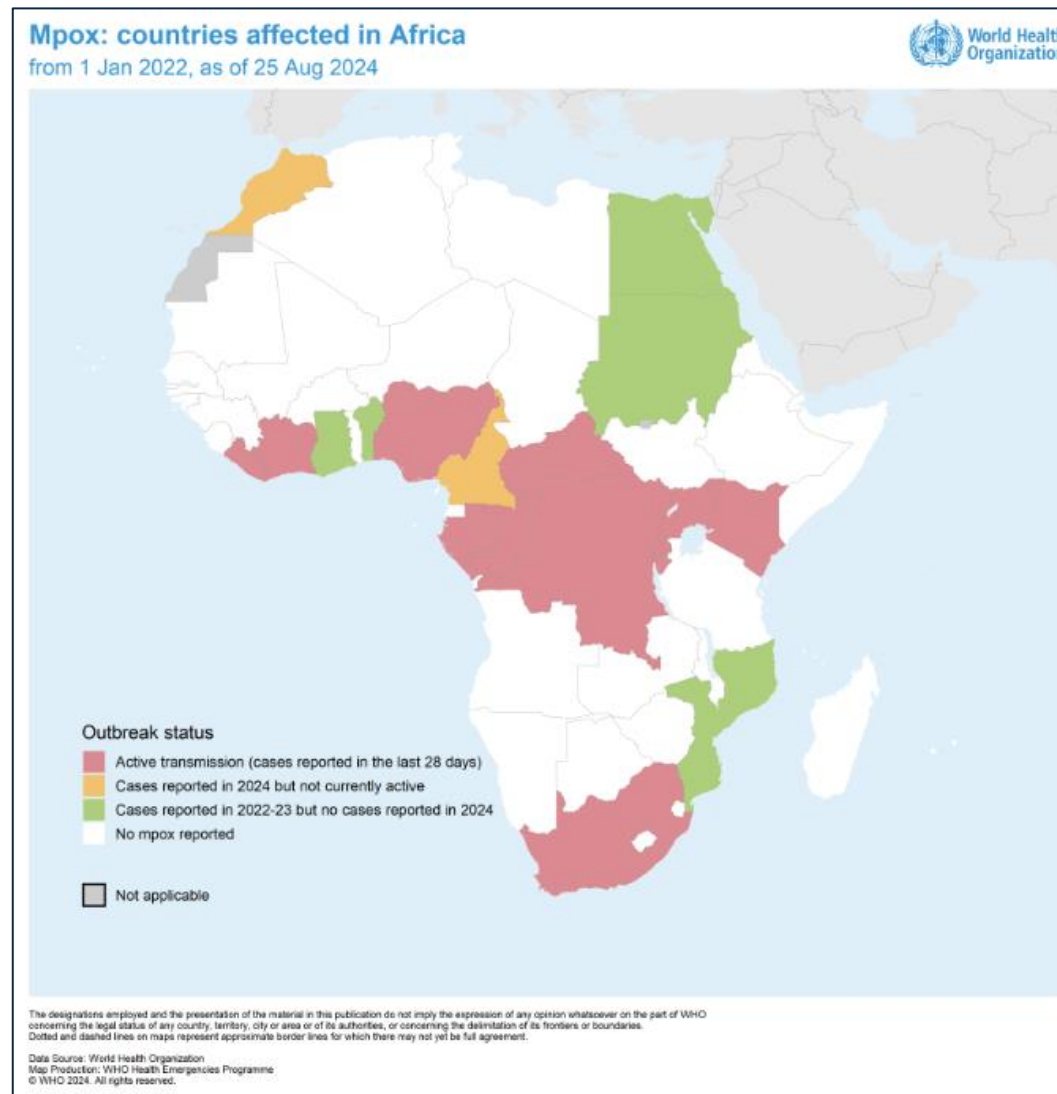 Mpox: countries affected in Africa
from 1 Jan 2022, as of 25 Aug 2024
World Health
Organization
Outbreak status
Active transmission (cases reported in the last 28 days)
Cases reported in 2024 but not currently active
Cases reported in 2022-23 but no cases reported in 2024
No mpox reported
Not applicable
The designations employed and the presentation of the material in this publication do not imply the expression of any opinion whatsoever on the part of WHO
concerning the legal status of any country, territory, city or area or of its authorities, or concerning the delimitation of its frontiers or boundaries.
Dotted and dashed lines on maps represent approximate border lines for which there may not yet be full agreement.
Data Source: World Health Organization
Map Production: WHO Health Emergencies Programme
© WHO 2024. All rights reserved.